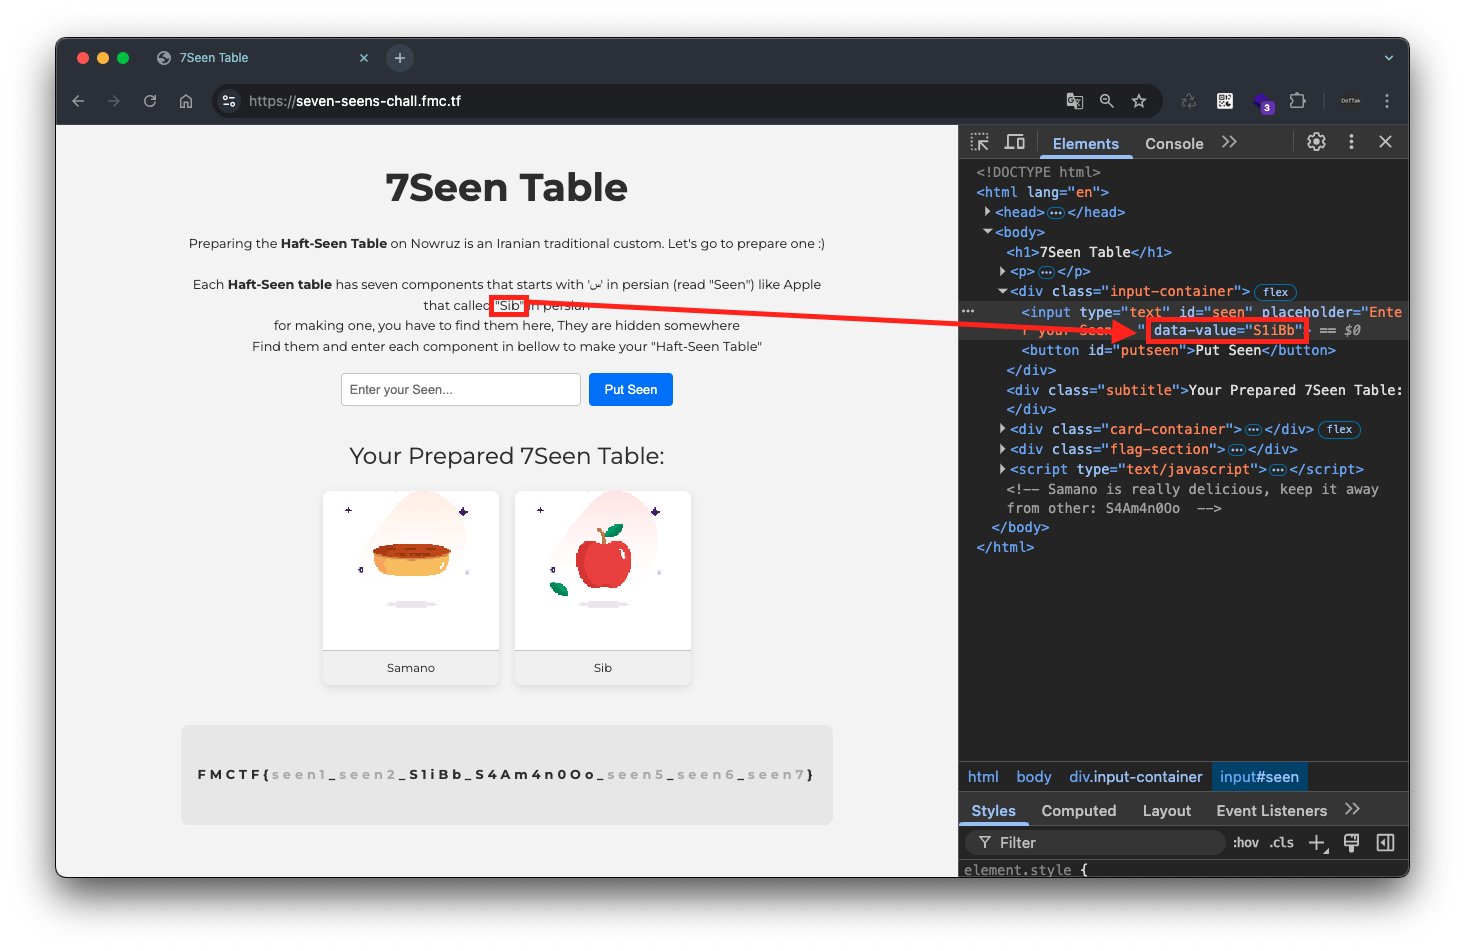 7Seen Table
https://seven-seens-chall.fmc.tf
3
DoTTak
7Seen Table
Preparing the Haft-Seen Table on Nowruz is an Iranian traditional custom. Let's go to prepare one :)
Each Haft-Seen table has seven components that starts with 'س' in persian (read "Seen") like Apple
that called "Sib" in persian
for making one, you have to find them here, They are hidden somewhere
Find them and enter each component in bellow to make your "Haft-Seen Table"
Enter your Seen...
Put Seen
Your Prepared 7Seen Table:
Samano
Sib
FMCTF{seen1_seen2_S1iBb_S4Am4n0Oo_seen5_seen6_seen7}
Elements
Console
<!DOCTYPE html>
<html lang="en">
<head>…</head>
<body>
<h1>7Seen Table</h1>
<p>…</p>
<div class="input-container"> flex
<input type="text" id="seen" placeholder="Ente
r your Seen..." data-value="S1iBb"> == $0
<button id="putseen">Put Seen</button>
</div>
<div class="subtitle">Your Prepared 7Seen Table:
</div>
<div class="card-container">…</div> flex
<div class="flag-section">…</div>
<script type="text/javascript">…</script>
<!-- Samano is really delicious, keep it away
from other: S4Am4n0Oo -->
</body>
</html>
html body div.input-container input#seen
Styles Computed Layout Event Listeners
Filter :hov .cls
element.style {